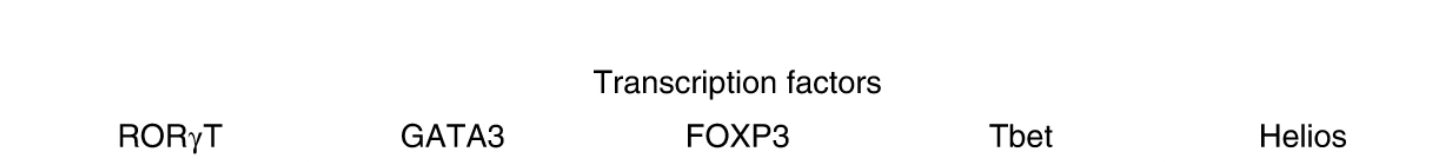 Transcription factors
RORγT GATA3 FOXP3 Tbet Helios